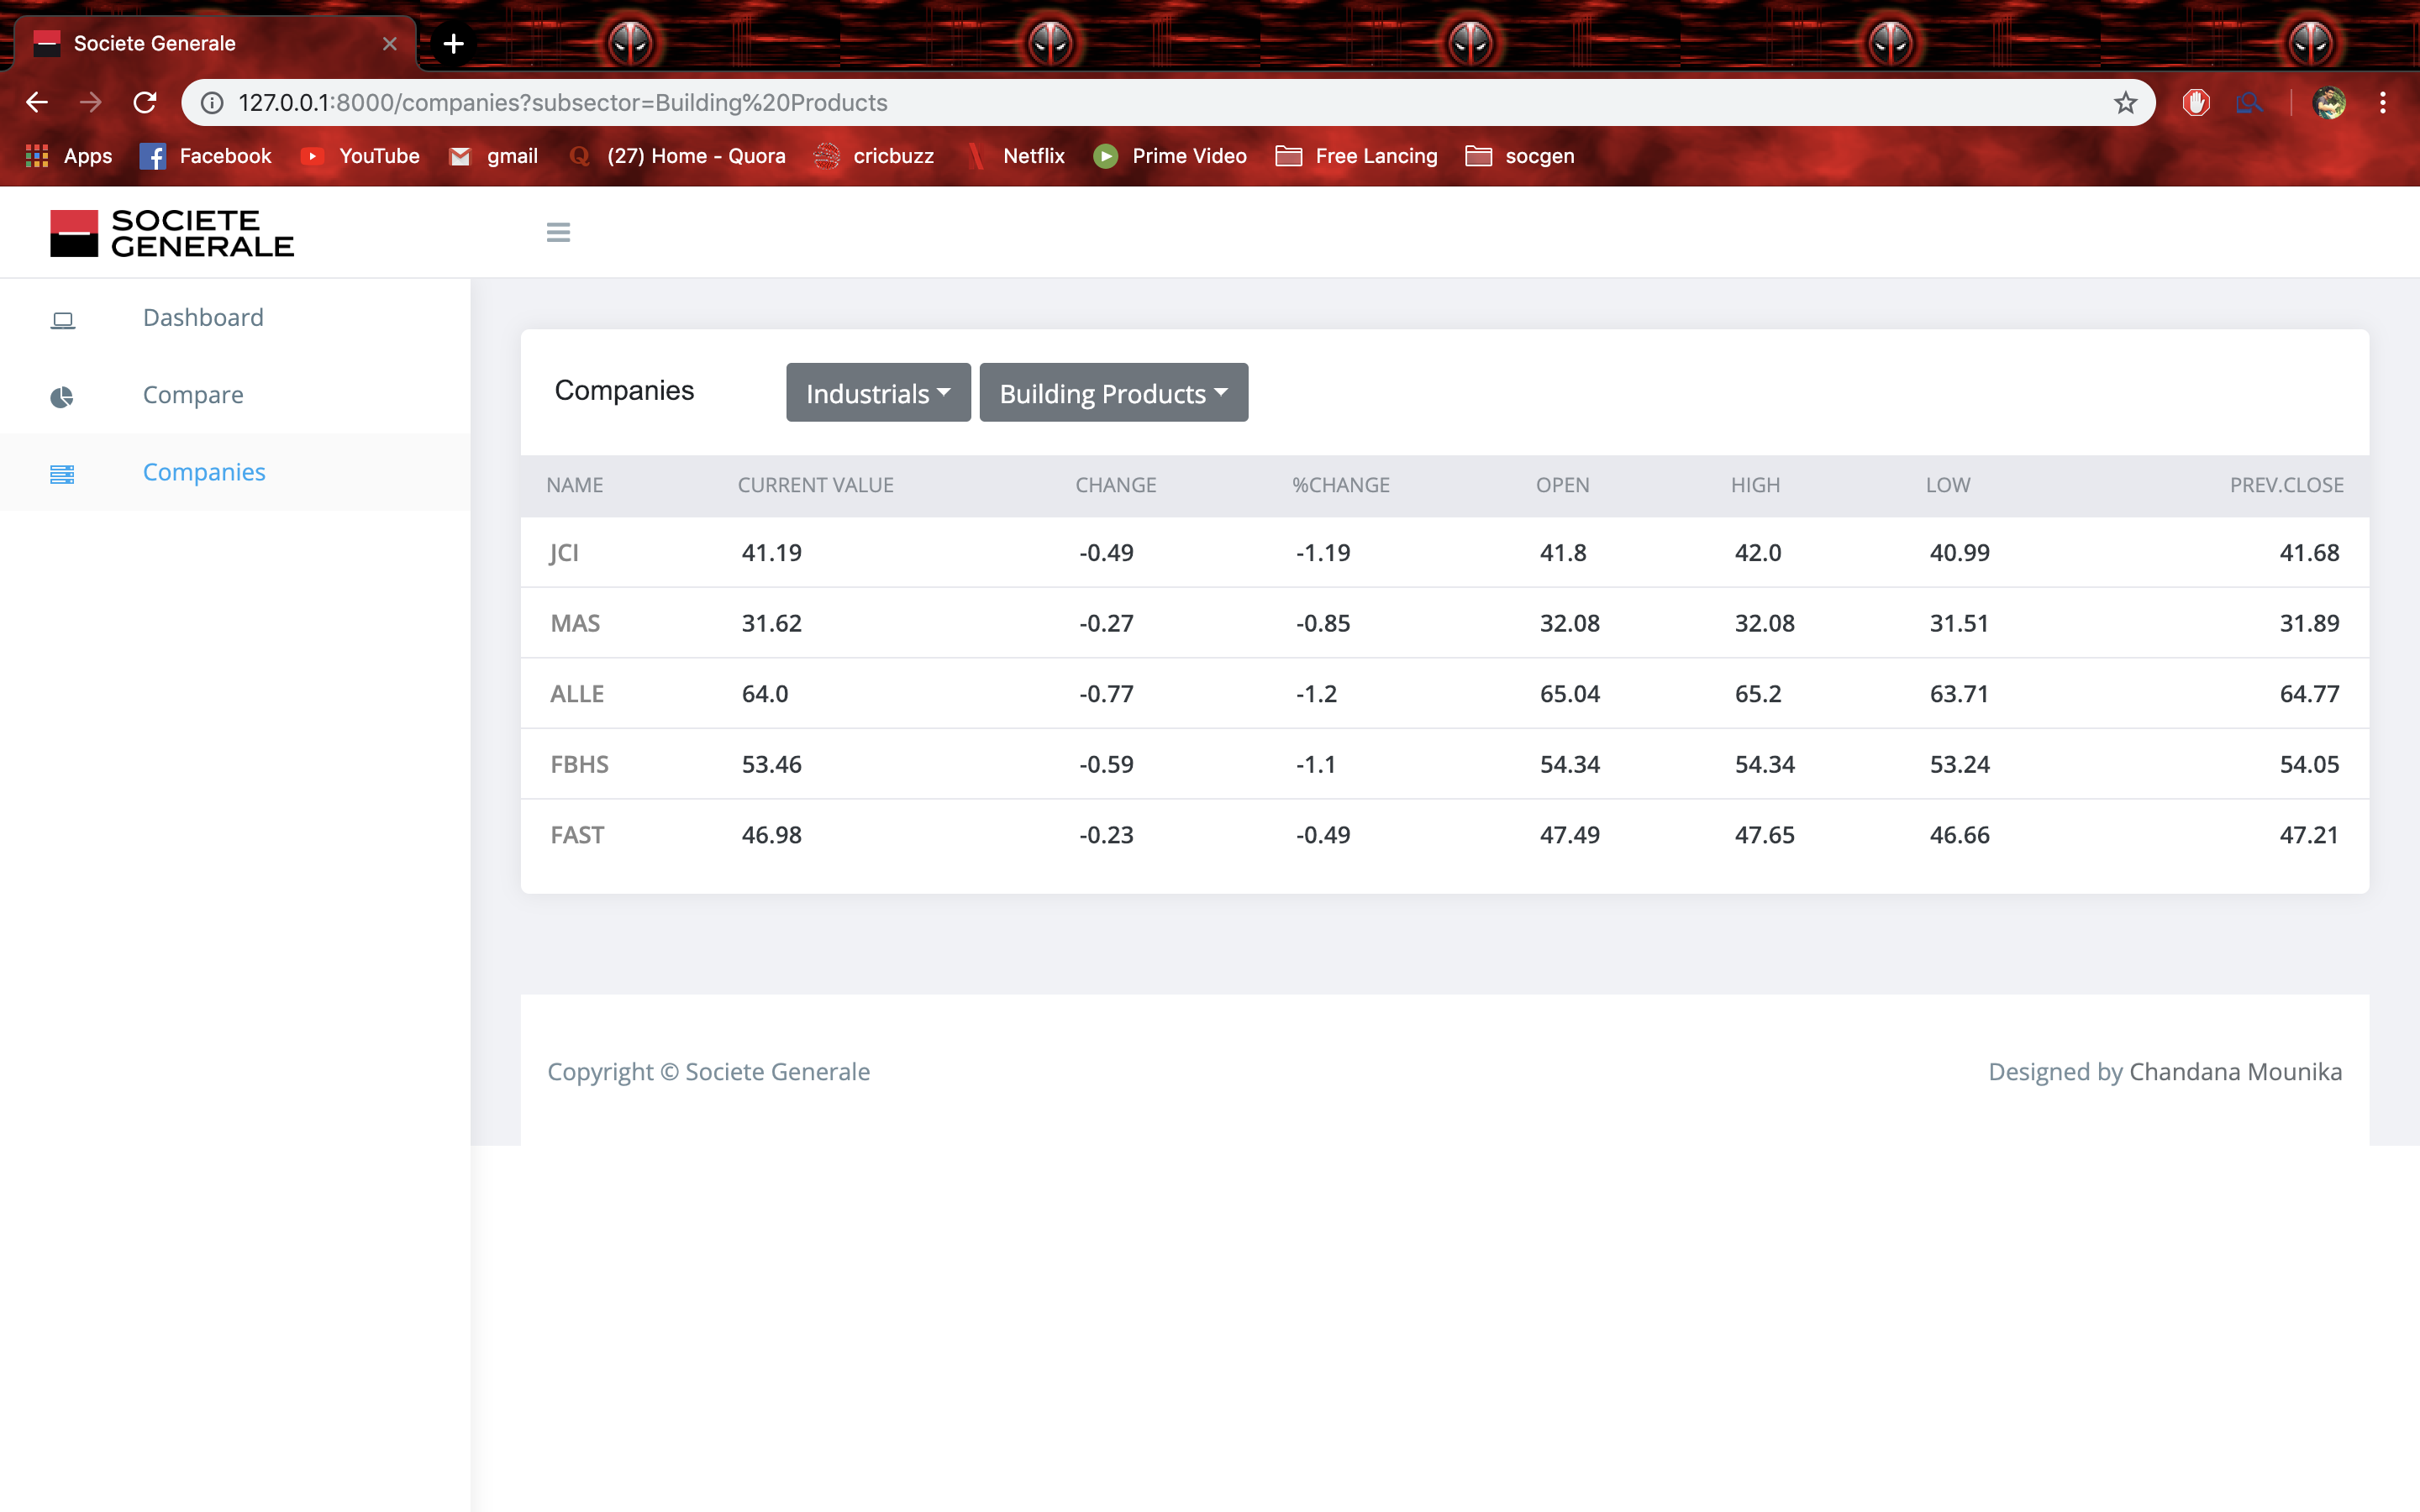 Societe Generale
127.0.0.1:8000/companies?subsector=Building%20Products
Apps Facebook YouTube gmail (27) Home - Quora cricbuzz Netflix Prime Video Free Lancing socgen
SOCIETE
GENERALE
Dashboard
Compare
Companies
Companies Industrials Building Products
NAME CURRENT VALUE CHANGE %CHANGE OPEN HIGH LOW PREV.CLOSE
JCI 41.19 -0.49 -1.19 41.8 42.0 40.99 41.68
MAS 31.62 -0.27 -0.85 32.08 32.08 31.51 31.89
ALLE 64.0 -0.77 -1.2 65.04 65.2 63.71 64.77
FBHS 53.46 -0.59 -1.1 54.34 54.34 53.24 54.05
FAST 46.98 -0.23 -0.49 47.49 47.65 46.66 47.21
Copyright © Societe Generale Designed by Chandana Mounika